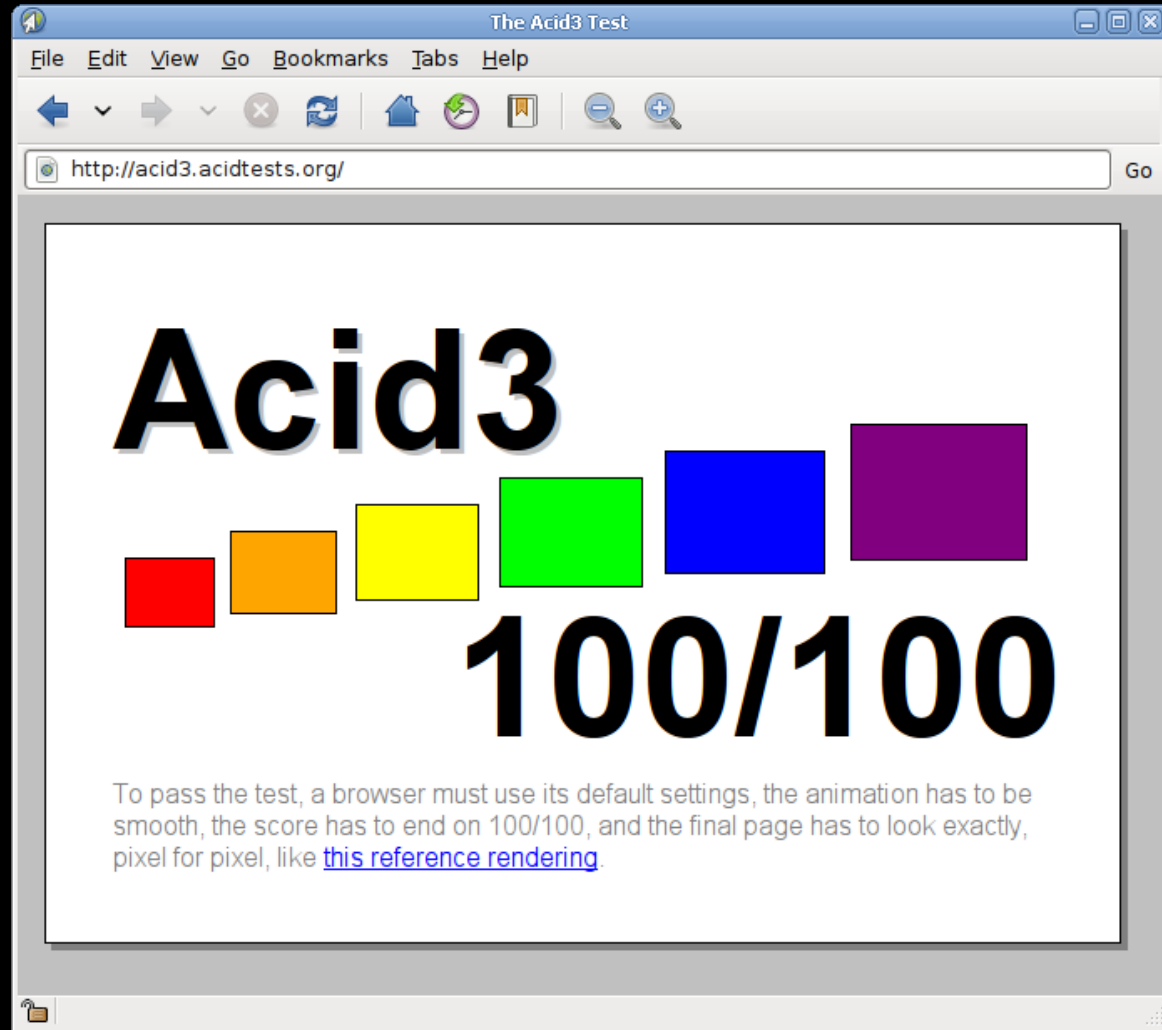 The Acid3 Test
File Edit View Go Bookmarks Tabs Help
http://acid3.acidtests.org/ Go
Acid3
100/100
To pass the test, a browser must use its default settings, the animation has to be
smooth, the score has to end on 100/100, and the final page has to look exactly,
pixel for pixel, like this reference rendering.